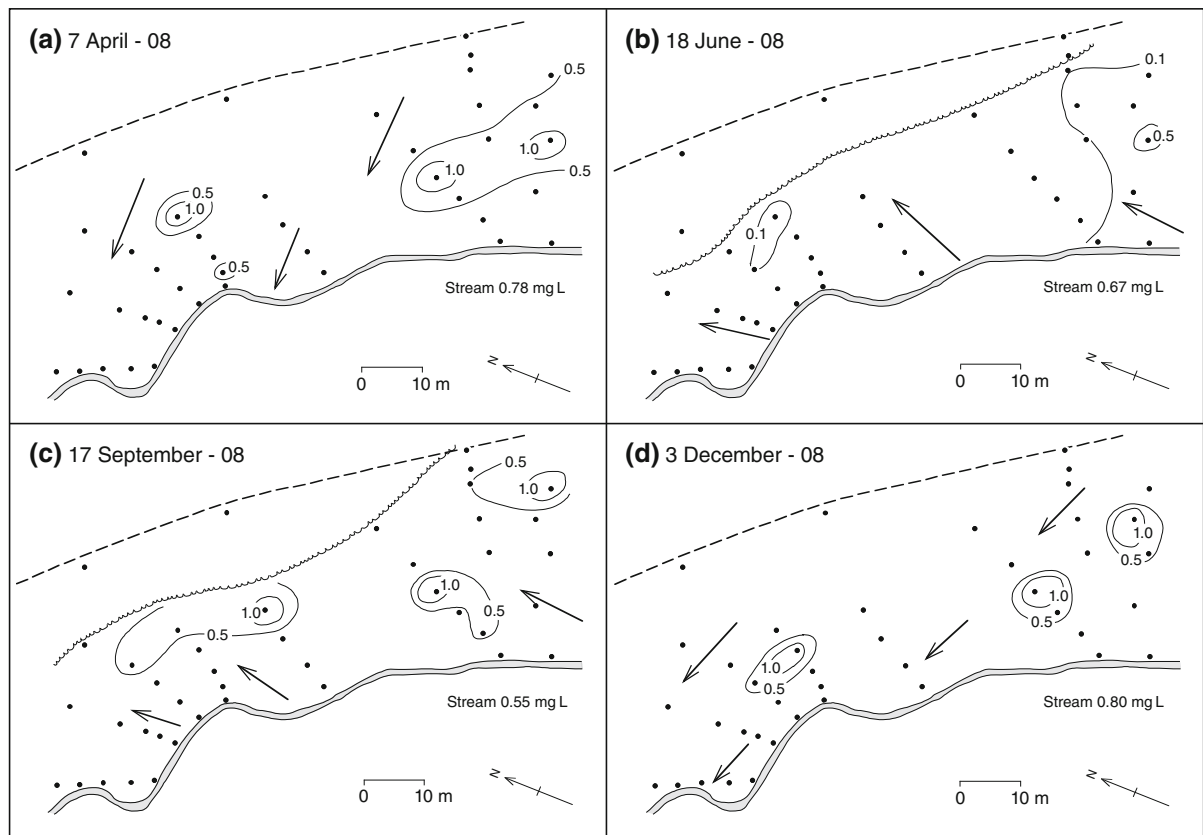 (a) 7 April - 08
0.5
1.0
1.0
0.5
0.5
1.0
0.5
Stream 0.78 mg L
0 10 m
N
(b) 18 June - 08
0.1
0.5
0.1
Stream 0.67 mg L
0 10 m
N
(c) 17 September - 08
0.5
1.0
1.0
1.0
0.5
0.5
Stream 0.55 mg L
0 10 m
N
(d) 3 December - 08
1.0
0.5
1.0
0.5
1.0
0.5
Stream 0.80 mg L
0 10 m
N